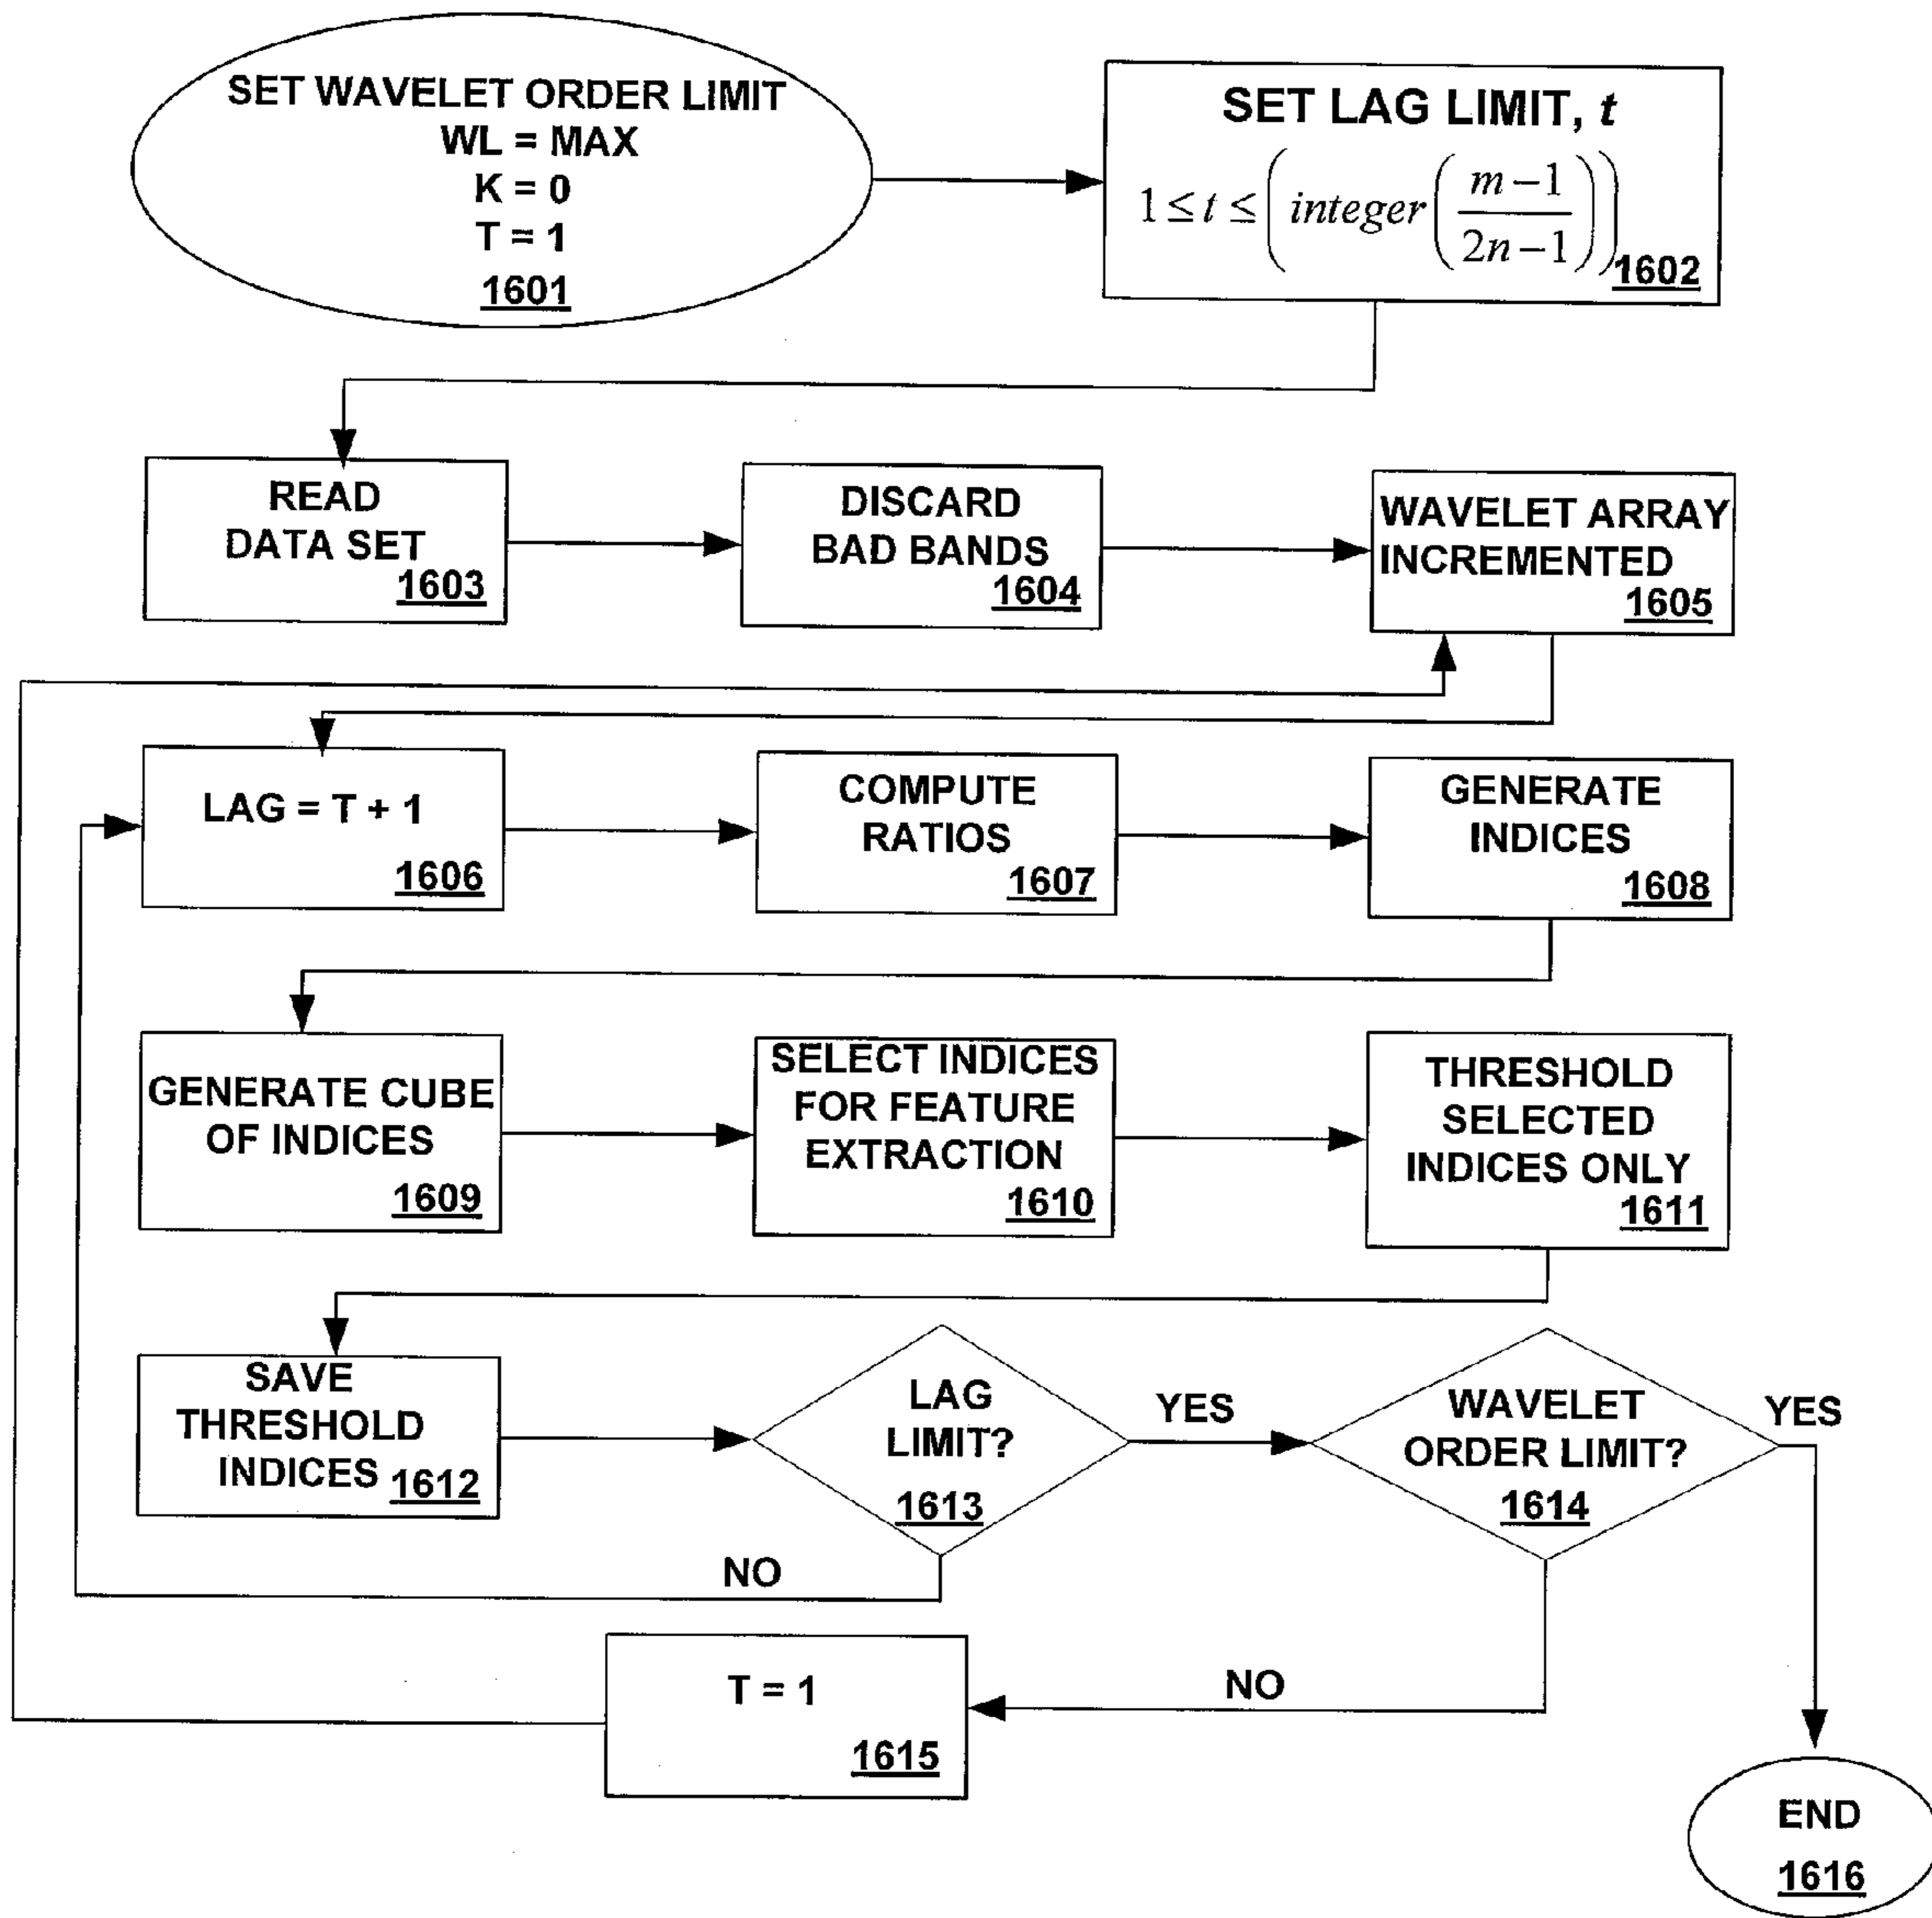 SET WAVELET ORDER LIMIT
WL = MAX
K = 0
T = 1
1601
SET LAG LIMIT, t
1 ≤ t ≤ (integer((m−1)/(2n−1)))
1602
READ
DATA SET
1603
DISCARD
BAD BANDS
1604
WAVELET ARRAY
INCREMENTED
1605
LAG = T + 1
1606
COMPUTE
RATIOS
1607
GENERATE
INDICES
1608
GENERATE CUBE
OF INDICES
1609
SELECT INDICES
FOR FEATURE
EXTRACTION
1610
THRESHOLD
SELECTED
INDICES ONLY
1611
SAVE
THRESHOLD
INDICES 1612
LAG
LIMIT?
1613
YES
NO
WAVELET
ORDER LIMIT?
1614
YES
NO
T = 1
1615
END
1616